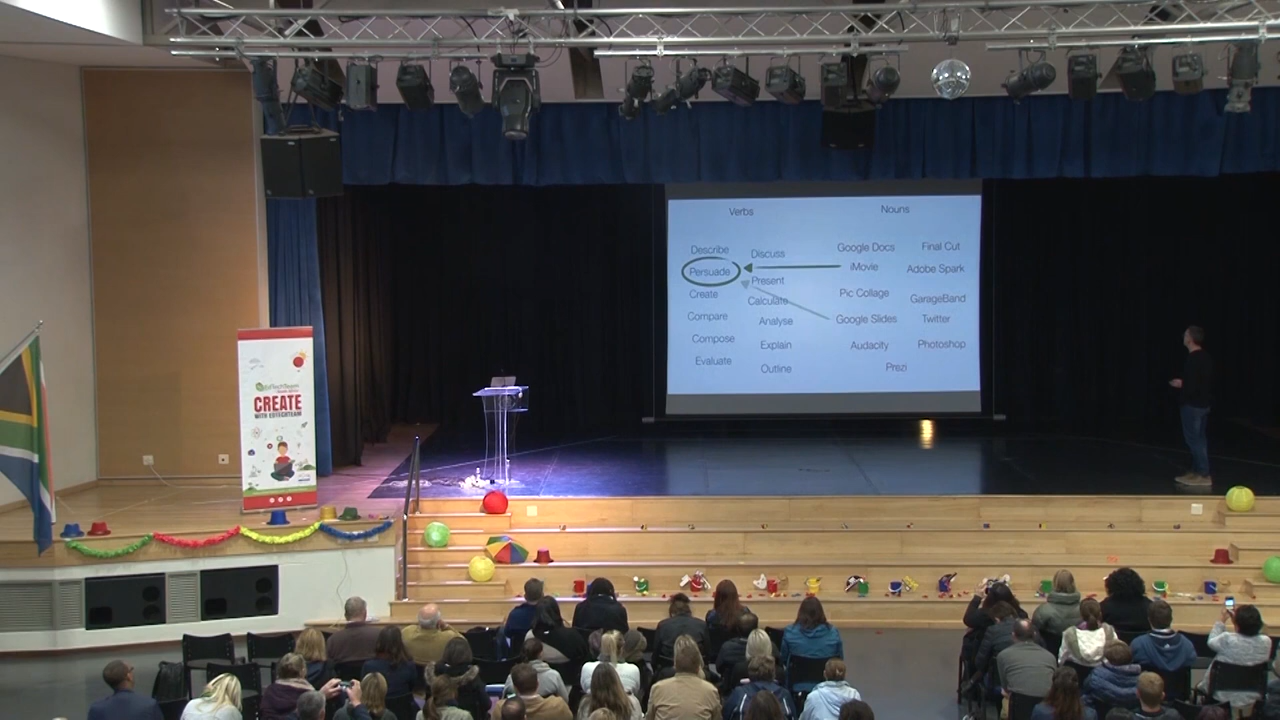 Verbs
Nouns
Describe
Persuade
Create
Compare
Compose
Evaluate
Discuss
Present
Calculate
Analyse
Explain
Outline
Google Docs
iMovie
Pic Collage
Google Slides
Audacity
Prezi
Final Cut
Adobe Spark
GarageBand
Twitter
Photoshop
EdTechTeam
CREATE
WITH EDTECHTEAM